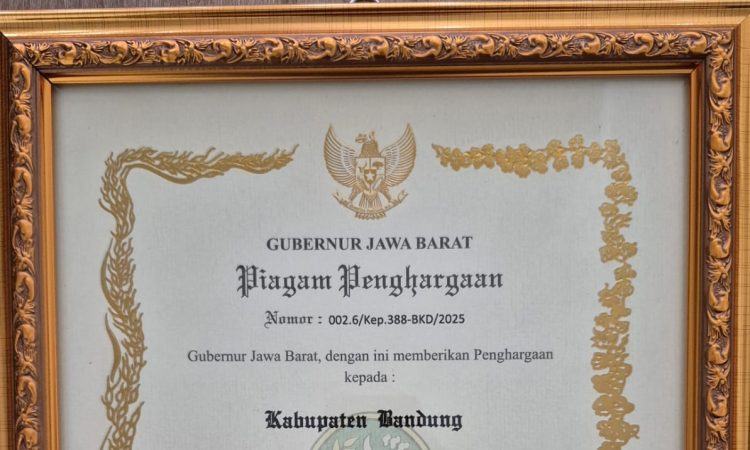 GUBERNUR JAWA BARAT
Piagam Penghargaan
Nomor : 002.6/Kep.388-BKD/2025
Gubernur Jawa Barat, dengan ini memberikan Penghargaan
kepada :
Kabupaten Bandung